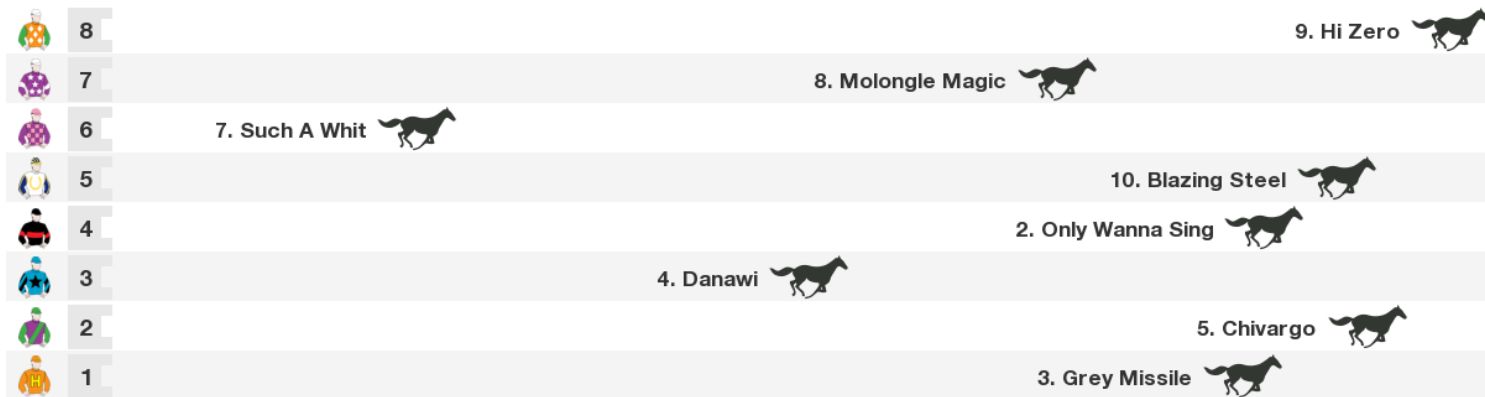 8 9. Hi Zero
7 8. Molongle Magic
6 7. Such A Whit
5 10. Blazing Steel
4 2. Only Wanna Sing
3 4. Danawi
2 5. Chivargo
H 1 3. Grey Missile